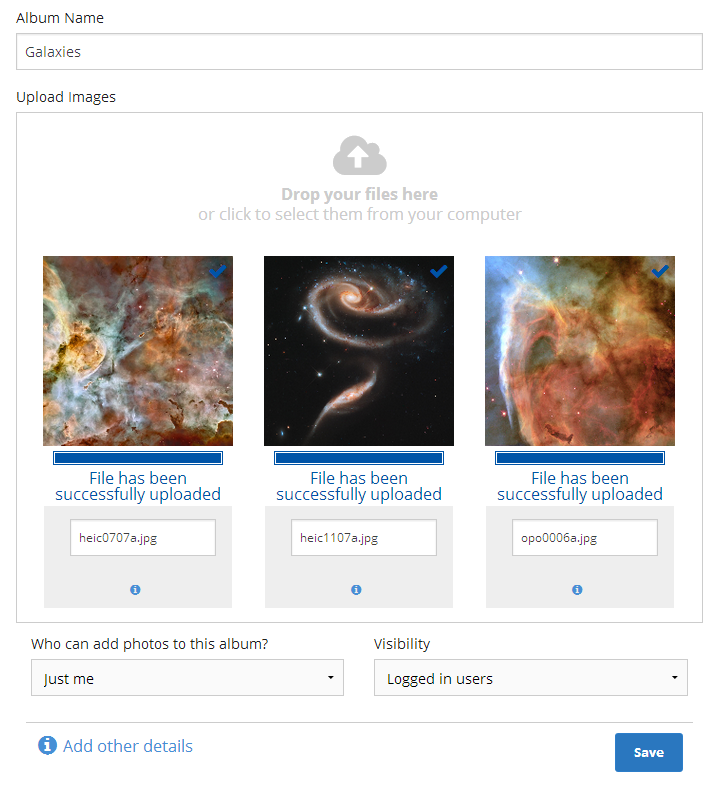 Album Name
Galaxies
Upload Images
Drop your files here
or click to select them from your computer
File has been
successfully uploaded
File has been
successfully uploaded
File has been
successfully uploaded
heic0707a.jpg
heic1107a.jpg
opo0006a.jpg
Who can add photos to this album?
Visibility
Just me
Logged in users
Add other details
Save